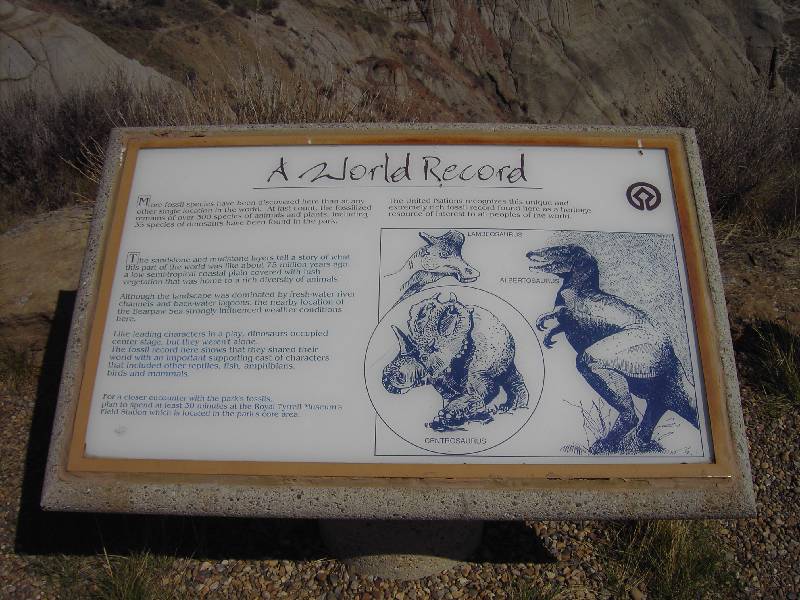 A World Record
More fossil species have been discovered here than at any
other single location in the world. At last count, the fossilized
remains of over 300 species of animals and plants, including
35 species of dinosaurs have been found in the park.
The United Nations recognizes this unique and
extremely rich fossil record found here as a heritage
resource of interest to all peoples of the world.
The sandstone and mudstone layers tell a story of what
this part of the world was like about 75 million years ago:
a low semi-tropical coastal plain covered with lush
vegetation that was home to a rich diversity of animals.
Although the landscape was dominated by fresh-water river
channels and back-water lagoons, the nearby location of
the Bearpaw Sea strongly influenced weather conditions
here.
Like leading characters in a play, dinosaurs occupied
center stage, but they weren't alone.
The fossil record here shows that they shared their
world with an important supporting cast of characters
that included other reptiles, fish, amphibians,
birds and mammals.
For a closer encounter with the park's fossils,
plan to spend at least 30 minutes at the Royal Tyrrell Museum's
Field Station which is located in the park's core area.
LAMBEOSAURUS
ALBERTOSAURUS
CENTROSAURUS